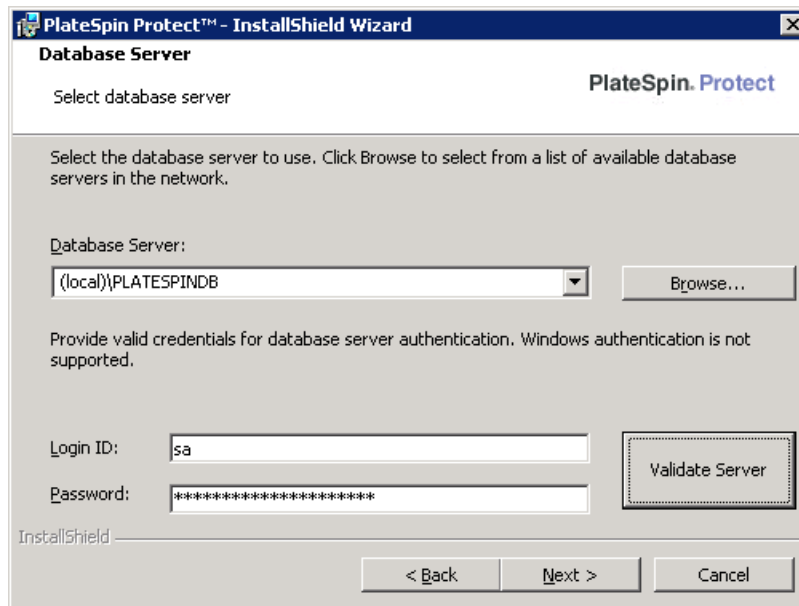 PlateSpin Protect™ - InstallShield Wizard
Database Server
Select database server
PlateSpin. Protect
Select the database server to use. Click Browse to select from a list of available database
servers in the network.
Database Server:
(local)\PLATESPINDB
Browse...
Provide valid credentials for database server authentication. Windows authentication is not
supported.
Login ID:
sa
Validate Server
Password:
*********************
InstallShield
< Back
Next >
Cancel